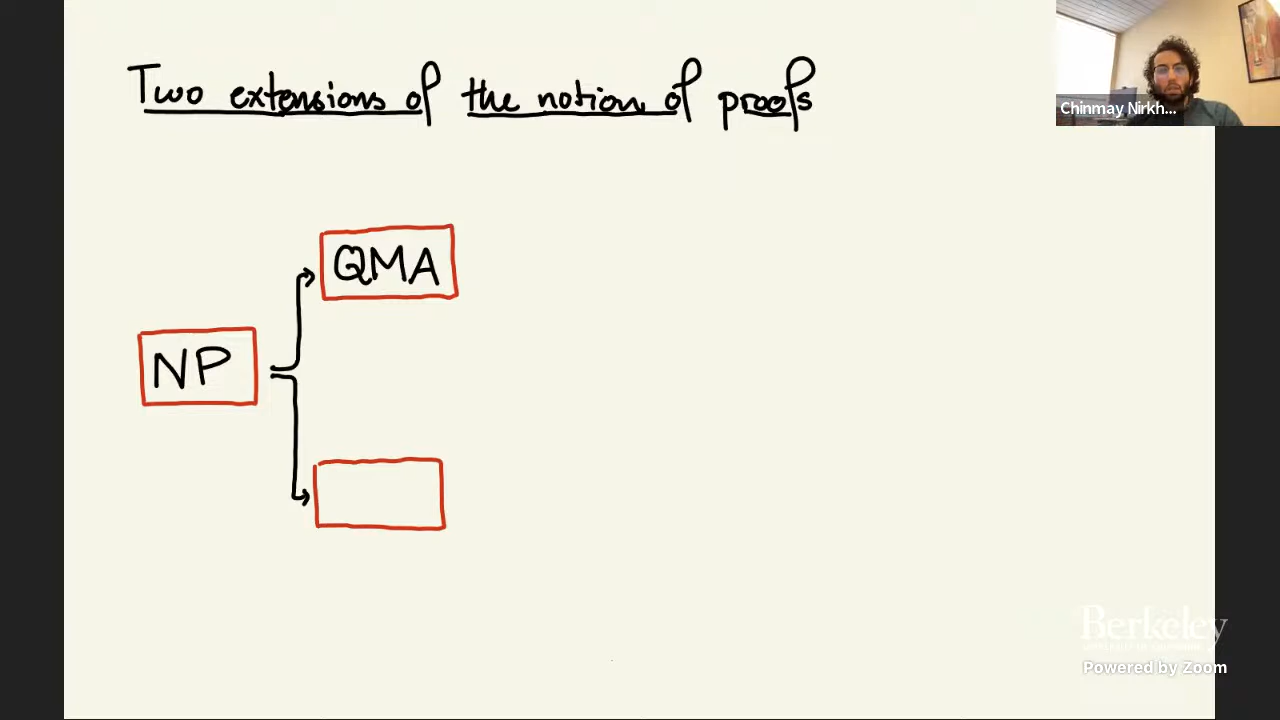 Two extensions of the notion of proofs
Chinmay Nirkh...
QMA
NP
Berkeley
Powered by Zoom